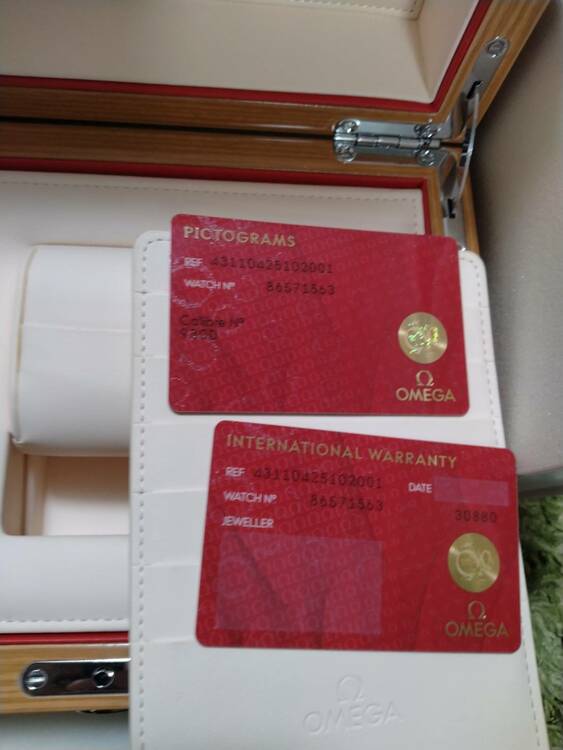 PICTOGRAMS
REF 43110425102001
WATCH Nº 86571563
Calibre Nº
Ω
OMEGA
INTERNATIONAL WARRANTY
REF 43110425102001
DATE
WATCH Nº 86571563
30880
JEWELLER
Ω
OMEGA
Ω
OMEGA